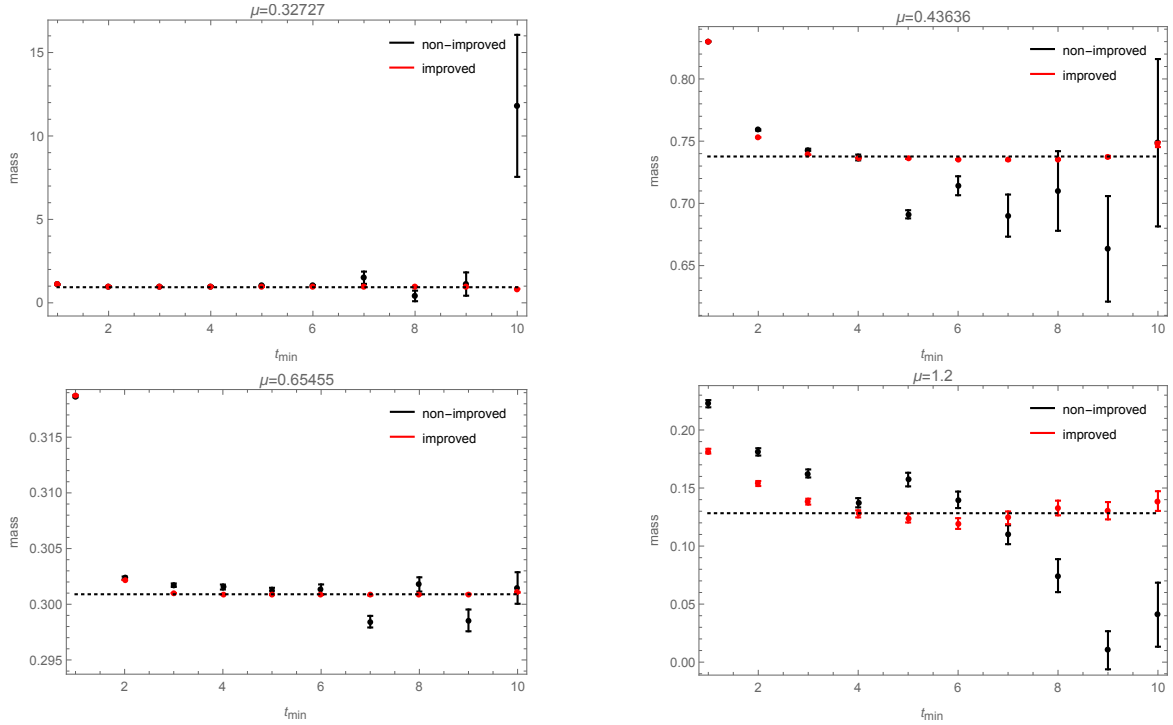 μ=0.32727
non-improved
improved
mass
15
10
5
0
2
4
6
8
10
t_min
μ=0.43636
non-improved
improved
mass
0.80
0.75
0.70
0.65
2
4
6
8
10
t_min
μ=0.65455
non-improved
improved
mass
0.315
0.310
0.305
0.300
0.295
2
4
6
8
10
t_min
μ=1.2
non-improved
improved
mass
0.20
0.15
0.10
0.05
0.00
2
4
6
8
10
t_min